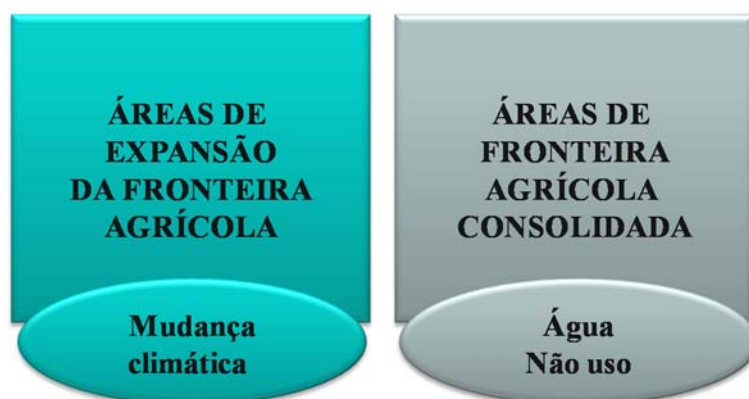 ÁREAS DE
EXPANSÃO
DA FRONTEIRA
AGRÍCOLA
Mudança
climática
ÁREAS DE
FRONTEIRA
AGRÍCOLA
CONSOLIDADA
Água
Não uso